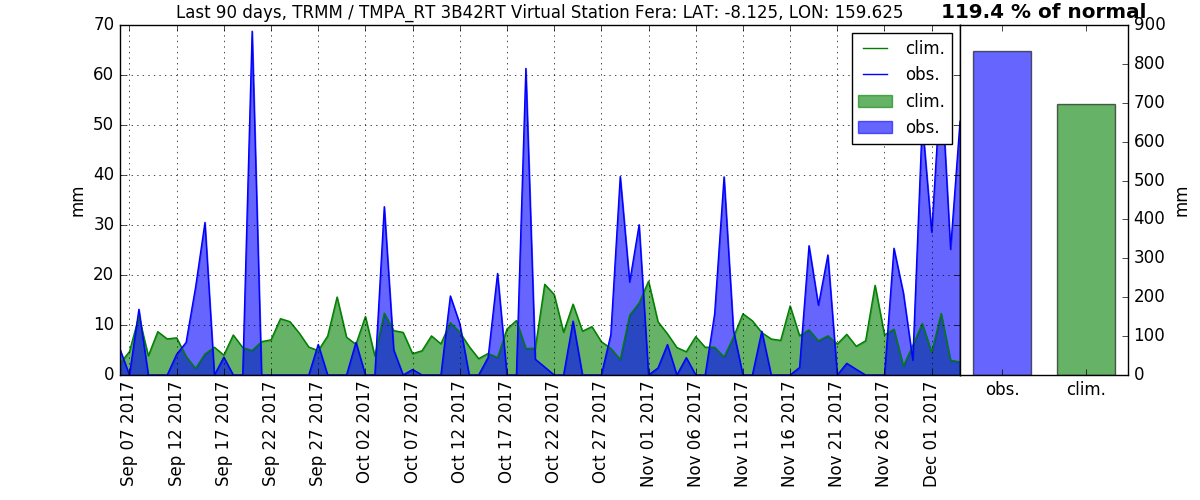 Last 90 days, TRMM / TMPA_RT 3B42RT Virtual Station Fera: LAT: -8.125, LON: 159.625
119.4 % of normal
70
60
50
40
30
20
10
0
mm
clim.
obs.
clim.
obs.
900
800
700
600
500
400
300
200
100
0
mm
Sep 07 2017
Sep 12 2017
Sep 17 2017
Sep 22 2017
Sep 27 2017
Oct 02 2017
Oct 07 2017
Oct 12 2017
Oct 17 2017
Oct 22 2017
Oct 27 2017
Nov 01 2017
Nov 06 2017
Nov 11 2017
Nov 16 2017
Nov 21 2017
Nov 26 2017
Dec 01 2017
obs.
clim.